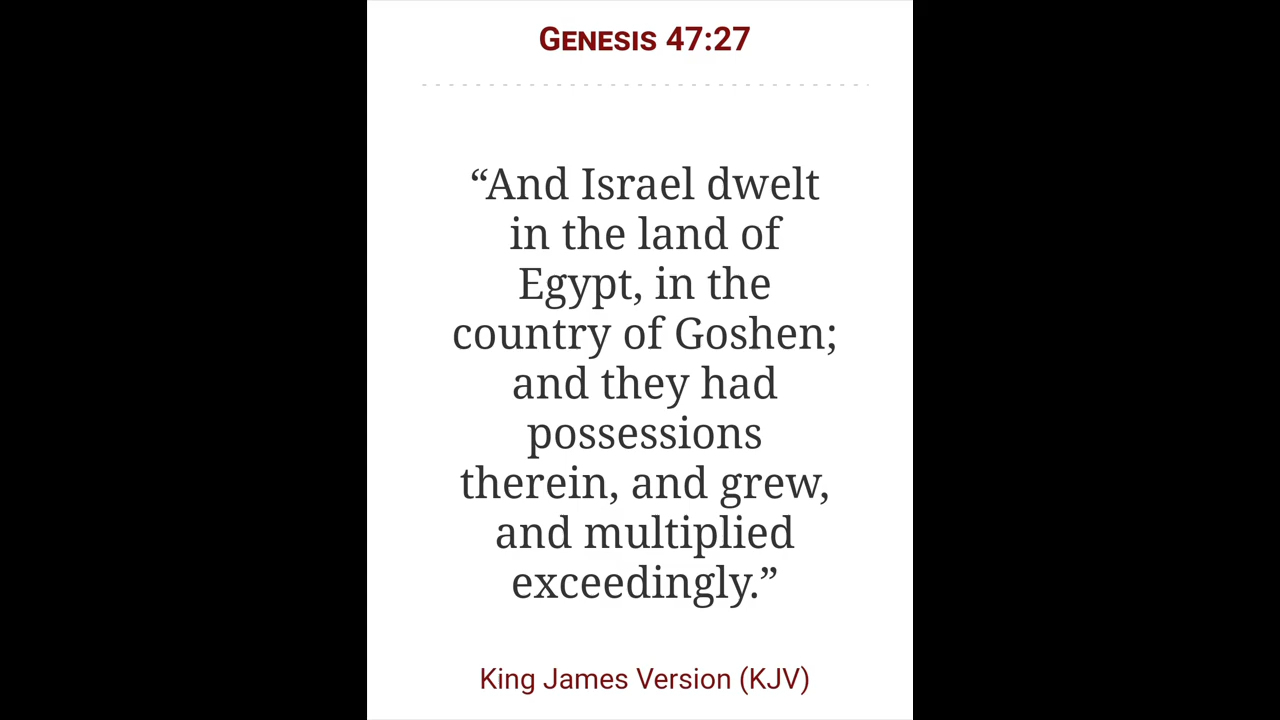 GENESIS 47:27
“And Israel dwelt
in the land of
Egypt, in the
country of Goshen;
and they had
possessions
therein, and grew,
and multiplied
exceedingly.”
King James Version (KJV)